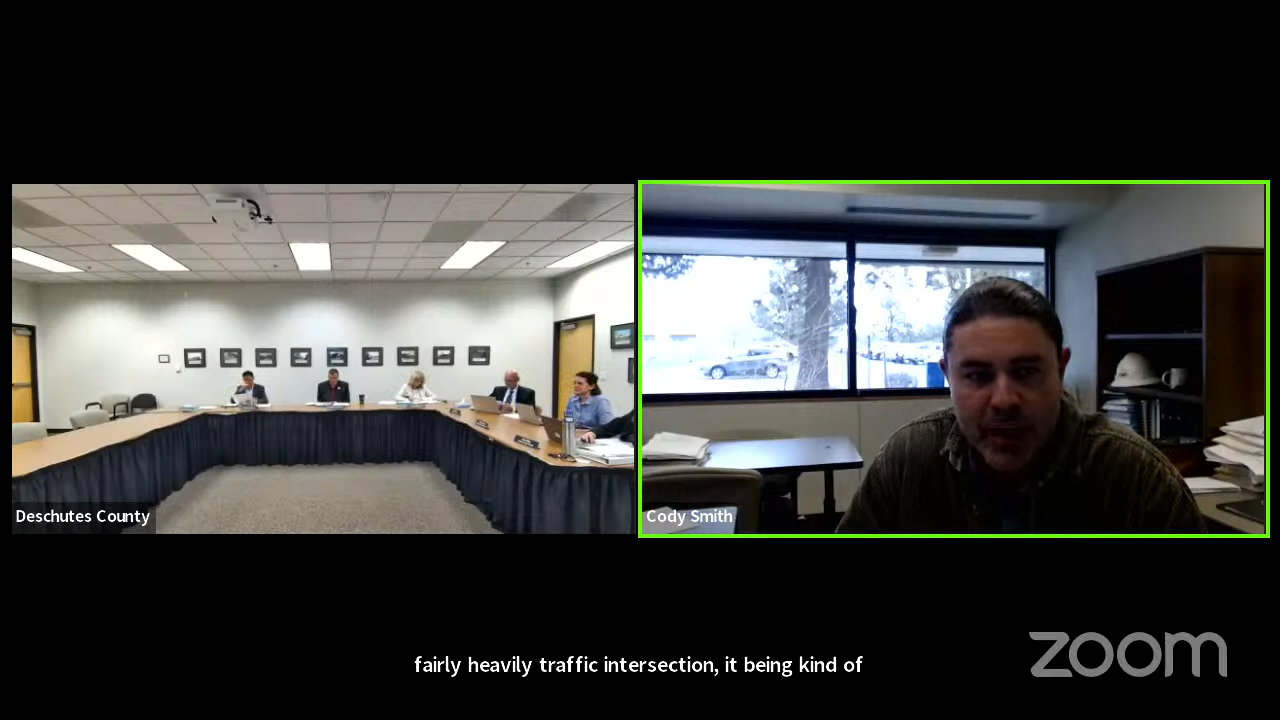 Deschutes County
Cody Smith
fairly heavily traffic intersection, it being kind of
zoom